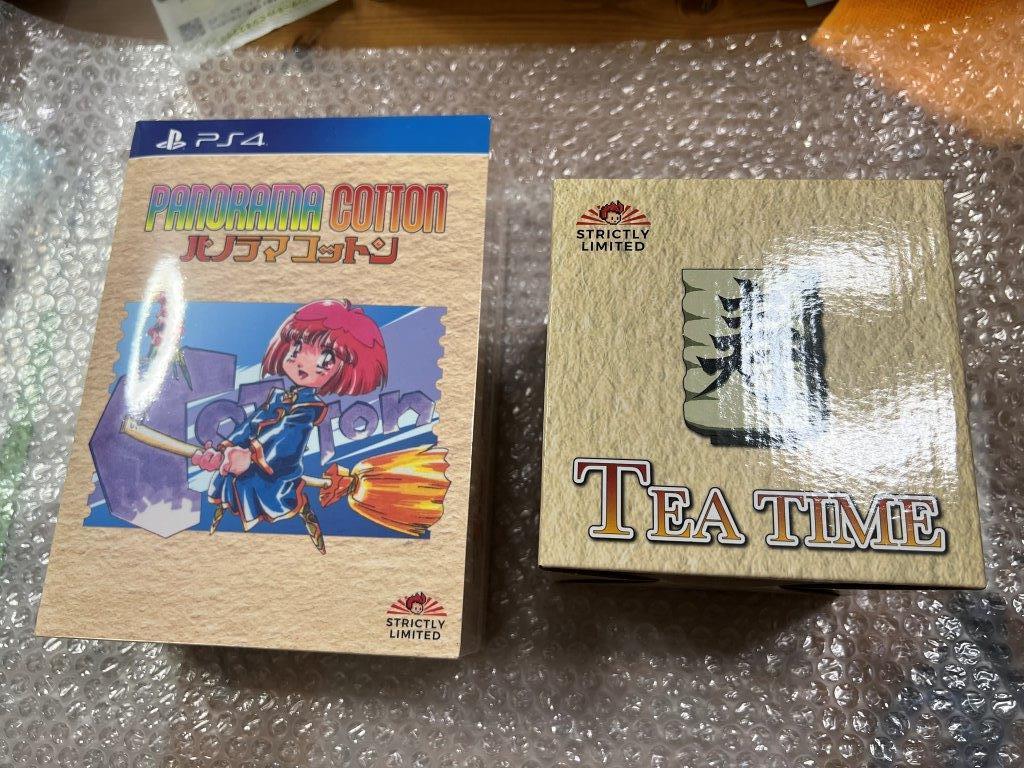 PS4
PANORAMA COTTON
パノラマ コットン
Cotton
STRICTLY
LIMITED
STRICTLY
LIMITED
TEA TIME